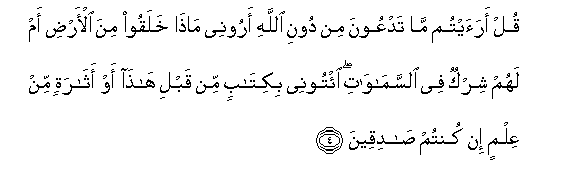 قُلْ أَرَءَيْتُم مَّا تَدْعُونَ مِن دُونِ ٱللَّهِ أَرُونِى مَاذَا خَلَقُوا۟ مِنَ ٱلْأَرْضِ أَمْ
لَهُمْ شِرْكٌ فِى ٱلسَّمَـٰوَٰتِ ۖ ٱئْتُونِى بِكِتَـٰبٍ مِّن قَبْلِ هَـٰذَآ أَوْ أَثَـٰرَةٍ مِّنْ
عِلْمٍ إِن كُنتُمْ صَـٰدِقِينَ ﴿٤﴾